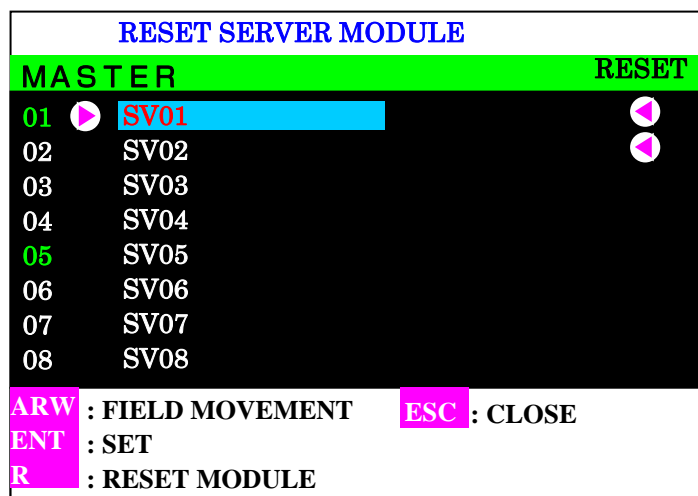 RESET SERVER MODULE
MASTER RESET
01 SV01
02 SV02
03 SV03
04 SV04
05 SV05
06 SV06
07 SV07
08 SV08
ARW : FIELD MOVEMENT ESC : CLOSE
ENT : SET
R : RESET MODULE